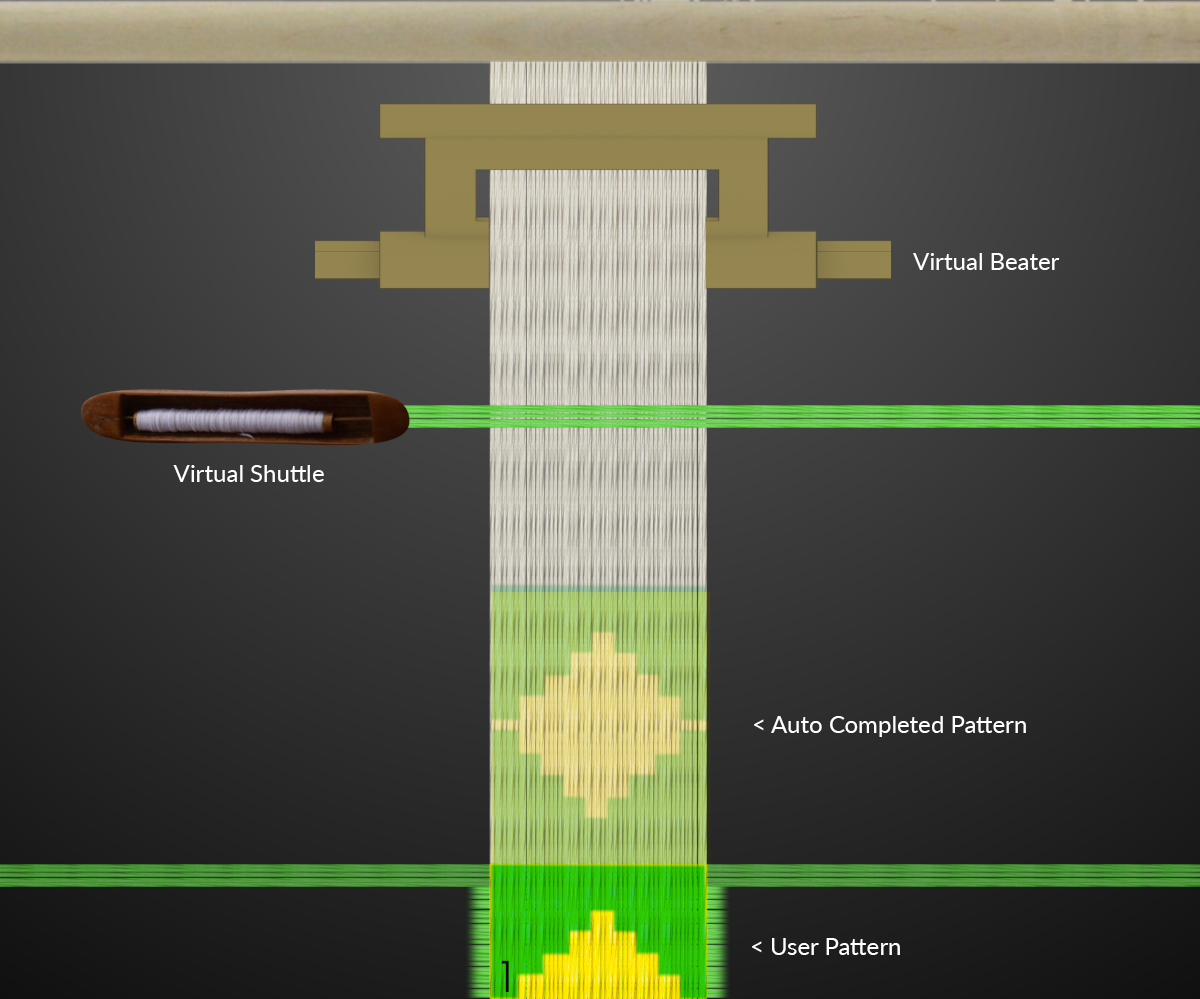 Virtual Beater
Virtual Shuttle
< Auto Completed Pattern
< User Pattern
1